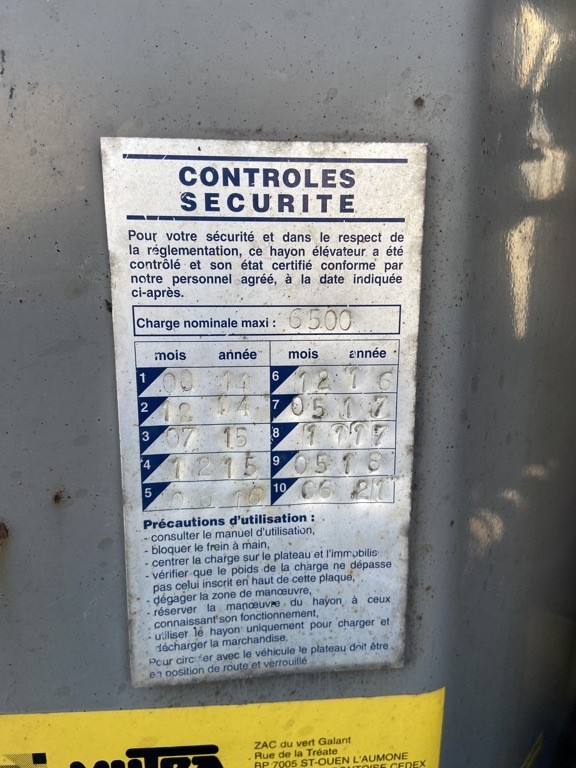 CONTROLES
SECURITE
Pour votre sécurité et dans le respect de
la réglementation, ce hayon élévateur a été
contrôlé et son état certifié conforme par
notre personnel agréé, à la date indiquée
ci-après.
Charge nominale maxi : 6500
mois année mois année
1 09 11 6 12 16
2 12 14 7 05 17
3 07 15 8 11 17
4 12 15 9 05 18
5 10 06 21
Précautions d'utilisation :
- consulter le manuel d'utilisation,
- bloquer le frein à main,
- centrer la charge sur le plateau et l'immobilis
- vérifier que le poids de la charge ne dépasse
pas celui inscrit en haut de cette plaque,
- dégager la zone de manœuvre,
- réserver la manœuvre du hayon à ceux
connaissant son fonctionnement,
- utiliser le hayon uniquement pour charger et
décharger la marchandise.
Pour circuler avec le véhicule le plateau doit être
en position de route et verrouillé
ZAC du vert Galant
Rue de la Tréate
BP 7005 ST-OUEN L'AUMONE
CEDEX